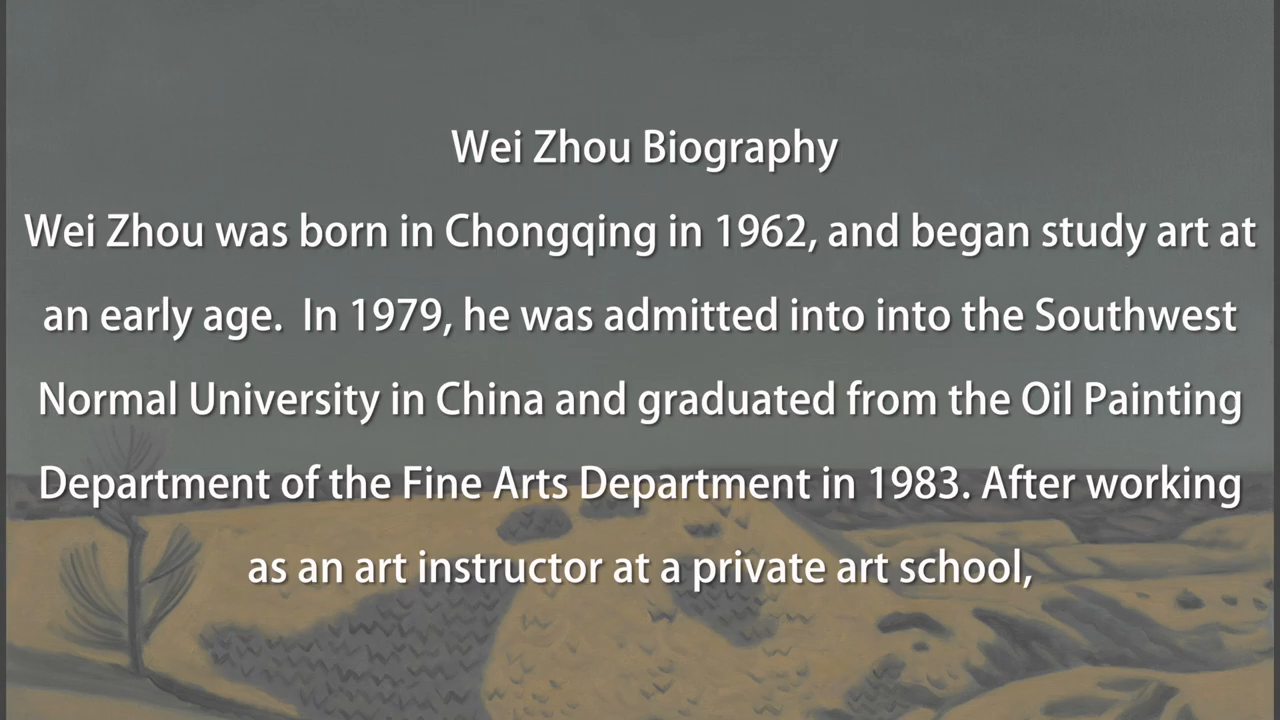 Wei Zhou Biography
Wei Zhou was born in Chongqing in 1962, and began study art at
an early age.  In 1979, he was admitted into into the Southwest
Normal University in China and graduated from the Oil Painting
Department of the Fine Arts Department in 1983. After working
as an art instructor at a private art school,